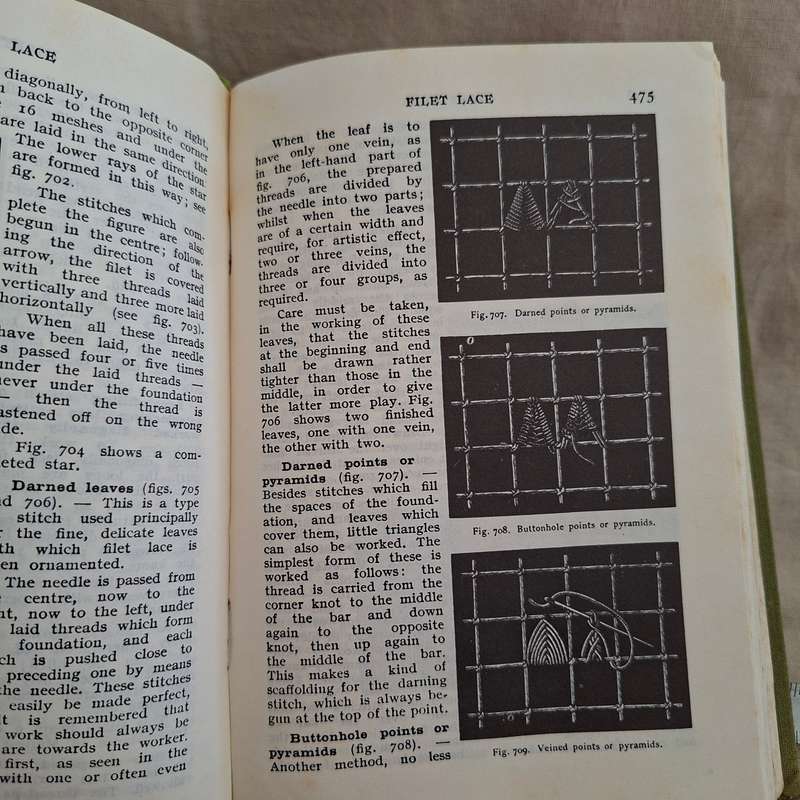 LACE
diagonally, from left to right,
back to the opposite corner
16 meshes and under the
are laid in the same direction.
The lower rays of the star
are formed in this way; see
fig. 702.
The stitches which com-
plete the figure are also
begun in the centre; follow-
ing the direction of the
arrow, the filet is covered
with three threads laid
vertically and three more laid
horizontally (see fig. 703).
When all these threads
have been laid, the needle
passed four or five times
under the laid threads —
never under the foundation
— then the thread is
fastened off on the wrong
Fig. 704 shows a com-
star.
Darned leaves (figs. 705
706). — This is a type
stitch used principally
the fine, delicate leaves
which filet lace is
ornamented.
The needle is passed from
centre, now to the
now to the left, under
laid threads which form
foundation, and each
is pushed close to
preceding one by means
the needle. These stitches
easily be made perfect,
it is remembered that
work should always be
are towards the worker.
first, as seen in the
with one or often even
FILET LACE 475
When the leaf is to
have only one vein, as
in the left-hand part of
fig. 706, the prepared
threads are divided by
the needle into two parts;
whilst when the leaves
are of a certain width and
require, for artistic effect,
two or three veins, the
threads are divided into
three or four groups, as
required.
Care must be taken,
in the working of these
leaves, that the stitches
at the beginning and end
shall be drawn rather
tighter than those in the
middle, in order to give
the latter more play. Fig.
706 shows two finished
leaves, one with one vein,
the other with two.
Darned points or
pyramids (fig. 707). —
Besides stitches which fill
the spaces of the found-
ation, and leaves which
cover them, little triangles
can also be worked. The
simplest form of these is
worked as follows: the
thread is carried from the
corner knot to the middle
of the bar and down
again to the opposite
knot, then up again to
the middle of the bar.
This makes a kind of
scaffolding for the darning
stitch, which is always be-
gun at the top of the point.
Buttonhole points or
pyramids (fig. 708). —
Another method, no less
Fig. 707. Darned points or pyramids.
Fig. 708. Buttonhole points or pyramids.
Fig. 709. Veined points or pyramids.